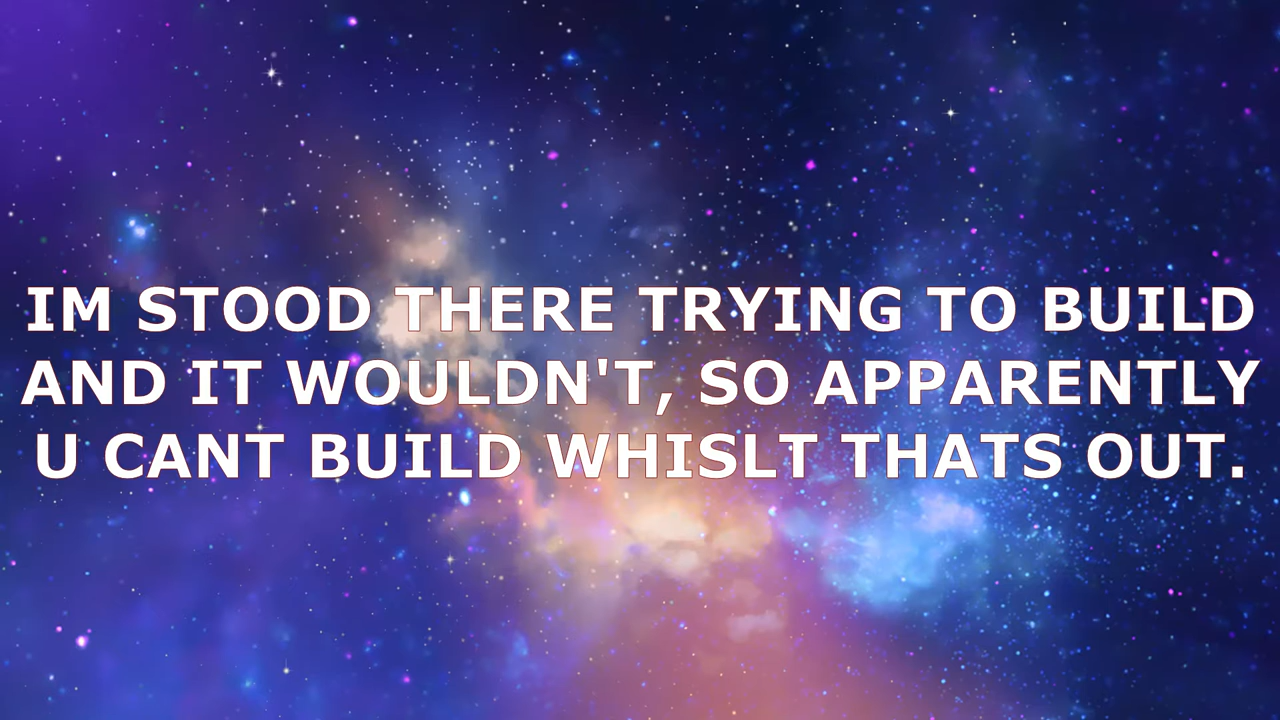 IM STOOD THERE TRYING TO BUILD
AND IT WOULDN'T, SO APPARENTLY
U CANT BUILD WHISLT THATS OUT.